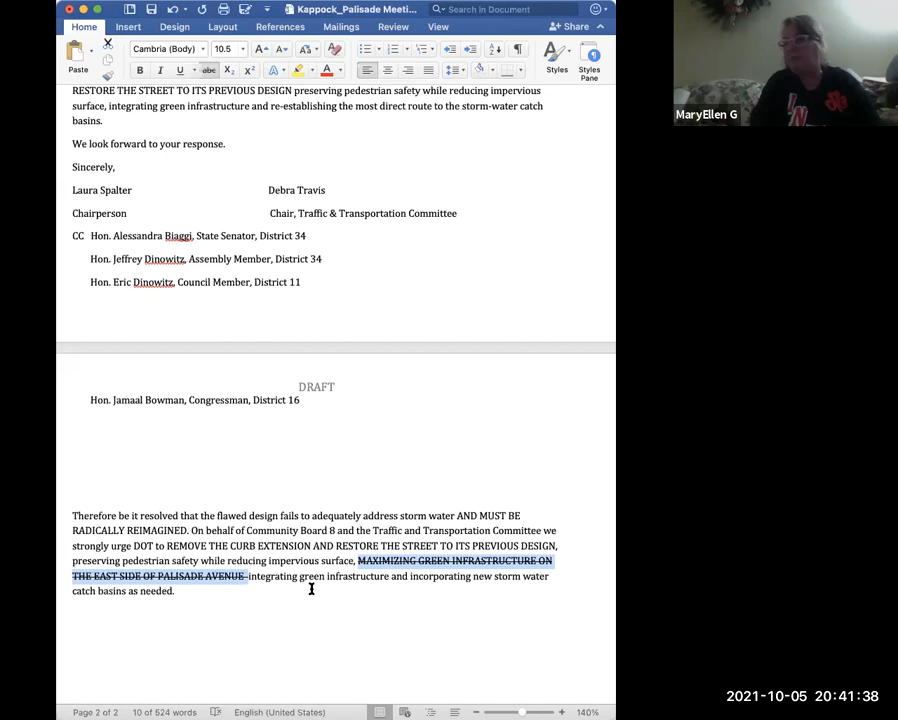 Kappock_Palisade Meeti...
Search in Document
Home Insert Design Layout References Mailings Review View Share
Paste
Cambria (Body) 10.5
Styles Styles Pane
RESTORE THE STREET TO ITS PREVIOUS DESIGN preserving pedestrian safety while reducing impervious
surface, integrating green infrastructure and re-establishing the most direct route to the storm-water catch
basins.
We look forward to your response.
Sincerely,
Laura Spalter Debra Travis
Chairperson Chair, Traffic & Transportation Committee
CC Hon. Alessandra Biaggi, State Senator, District 34
Hon. Jeffrey Dinowitz, Assembly Member, District 34
Hon. Eric Dinowitz, Council Member, District 11
DRAFT
Hon. Jamaal Bowman, Congressman, District 16
Therefore be it resolved that the flawed design fails to adequately address storm water AND MUST BE
RADICALLY REIMAGINED. On behalf of Community Board 8 and the Traffic and Transportation Committee we
strongly urge DOT to REMOVE THE CURB EXTENSION AND RESTORE THE STREET TO ITS PREVIOUS DESIGN,
preserving pedestrian safety while reducing impervious surface, MAXIMIZING GREEN INFRASTRUCTURE ON
THE EAST SIDE OF PALISADE AVENUE integrating green infrastructure and incorporating new storm water
catch basins as needed.
Page 2 of 2 10 of 524 words English (United States) 140%
MaryEllen G
2021-10-05 20:41:38